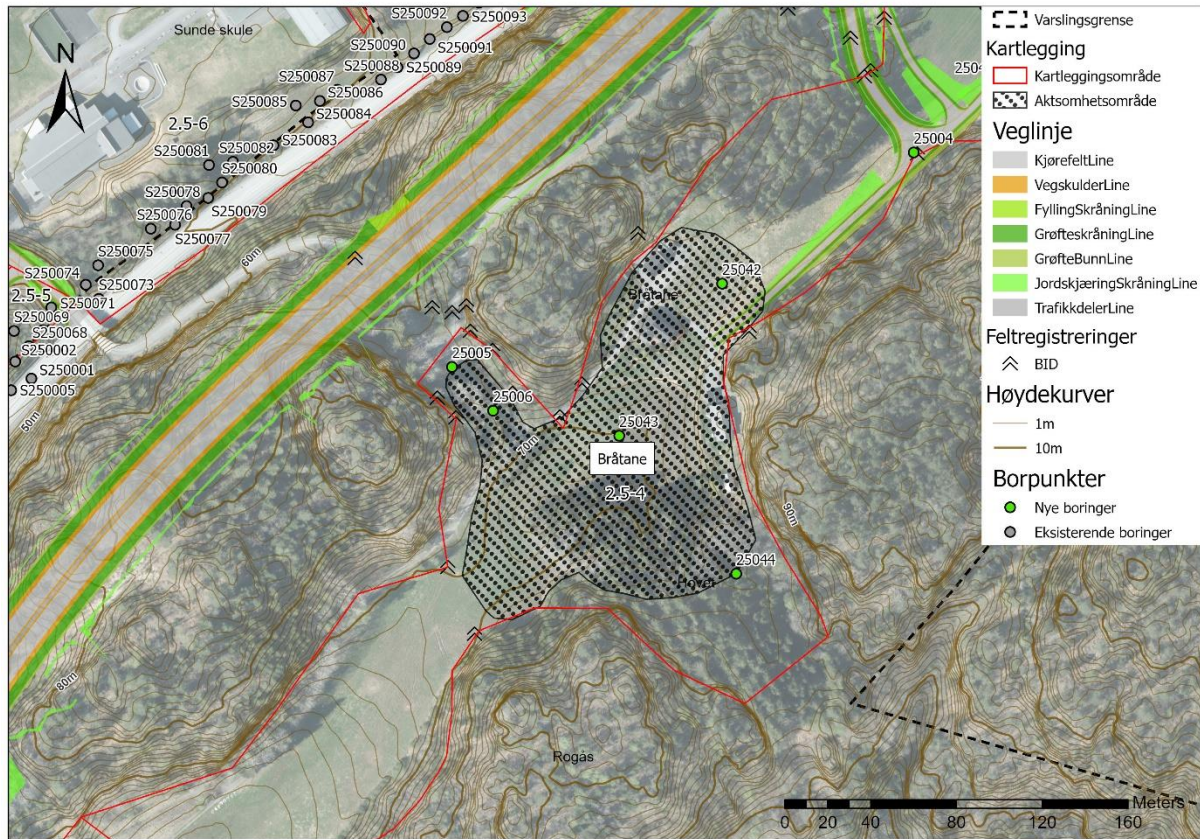 Sunde skule
S250092
S250093
S250090
S250091
S250088
S250089
S250087
S250086
S250085
S250084
S250083
2.5-6
S250082
S250081
S250080
S250078
S250079
S250076
S250077
S250075
S250074
S250073
2.5-5
S250071
S250069
S250068
S250002
S250001
S250005
N
60m
50m
80m
70m
90m
25004
25042
Bråtane
25005
25006
25043
Bråtane
2.5-4
25044
Rogås
Varslingsgrense
Kartlegging
Kartleggingsområde
Aktsomhetsområde
Veglinje
KjørefeltLine
VegskulderLine
FyllingSkråningLine
GrøfteskråningLine
GrøfteBunnLine
JordskjæringSkråningLine
TrafikkdelerLine
Feltregistreringer
BID
Høydekurver
1m
10m
Borpunkter
Nye boringer
Eksisterende boringer
Meters
0 20 40 80 120 160